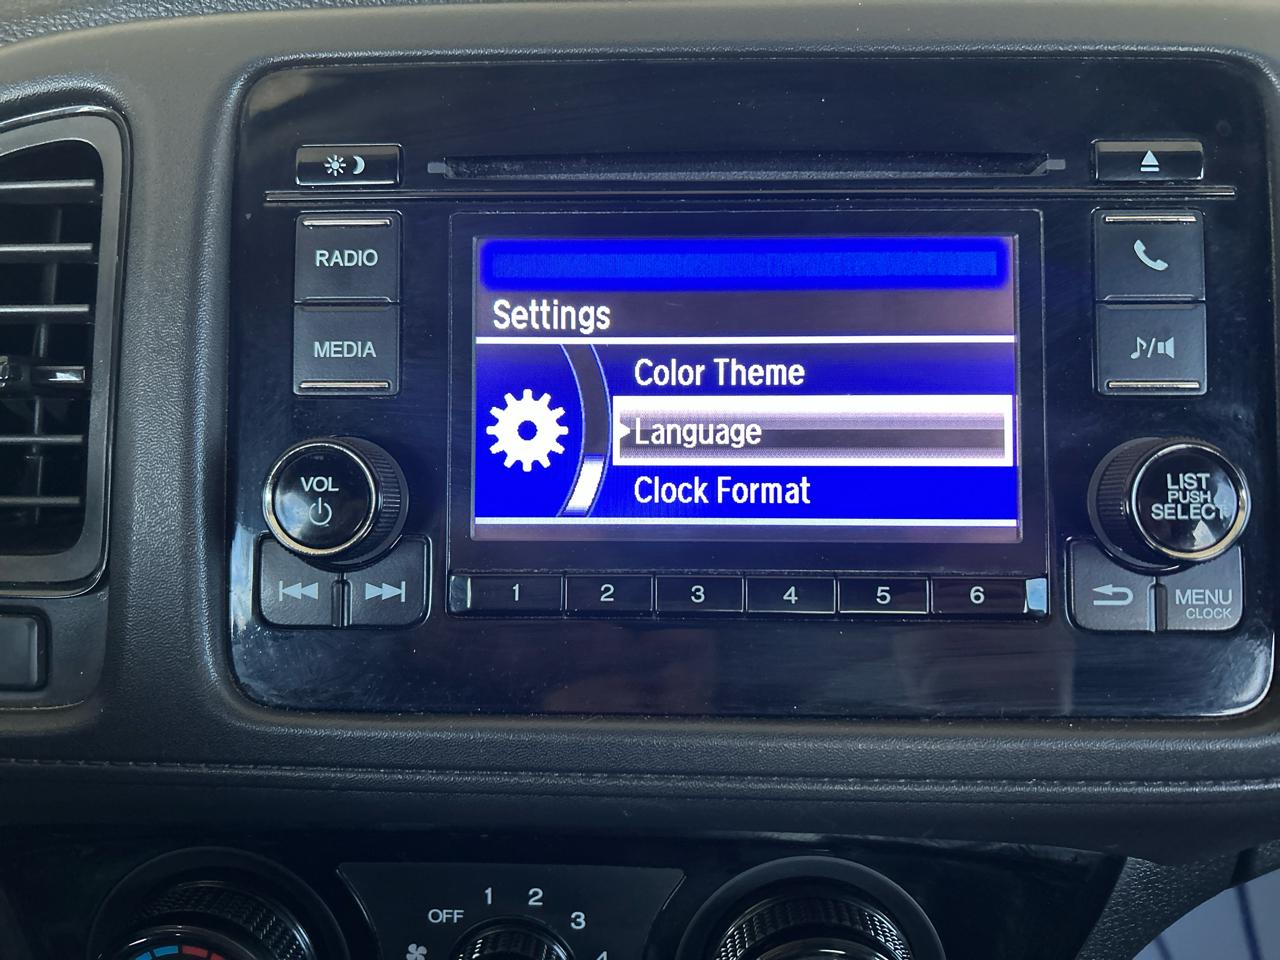 RADIO
MEDIA
VOL
Settings
Color Theme
Language
Clock Format
1 2 3 4 5 6
LIST
PUSH
SELECT
MENU
CLOCK
OFF 1 2 3 4